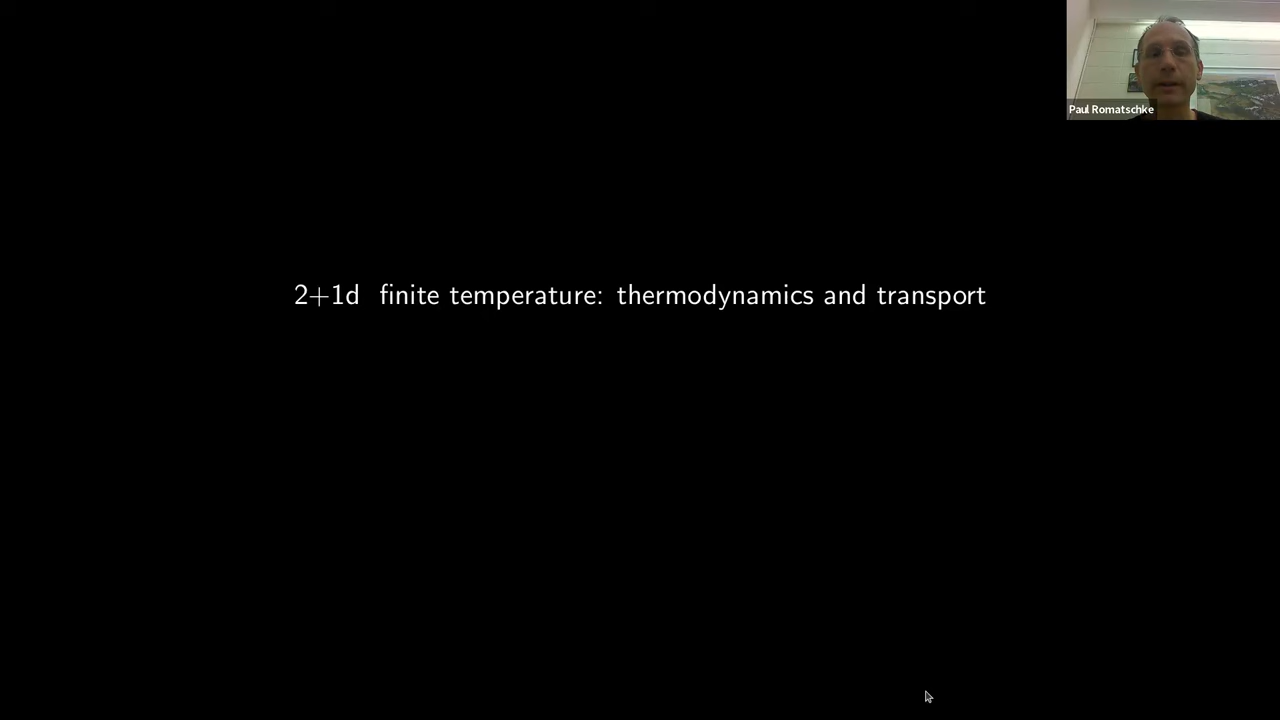 Paul Romatschke
2+1d finite temperature: thermodynamics and transport